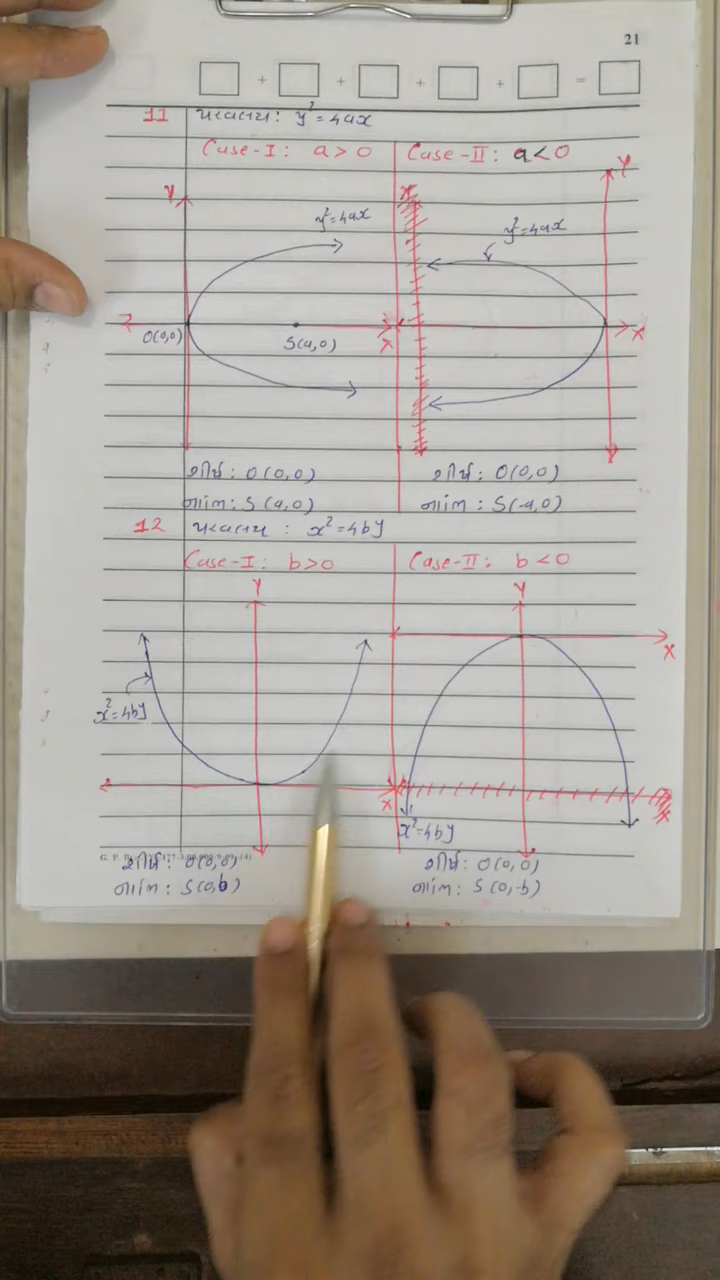 21
+ + + + =
11 પરવલય: y²=4ax
Case-I: a>0 Case-II: a<0
Y Y
y²=4ax y²=4ax
O(0,0) S(a,0) X X
શીર્ષ: O(0,0) શીર્ષ: O(0,0)
નાભિ: S(a,0) નાભિ: S(-a,0)
12 પરવલય: x²=4by
Case-I: b>0 Case-II: b<0
Y Y
X
x²=4by
X
x²=4by
શીર્ષ: O(0,0) શીર્ષ: O(0,0)
નાભિ: S(0,b) નાભિ: S(0,-b)